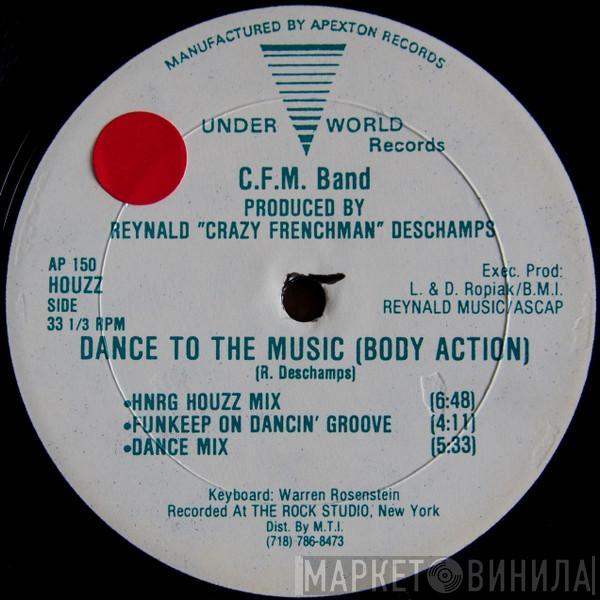 MANUFACTURED BY APEXTON RECORDS
UNDER WORLD
Records
C.F.M. Band
PRODUCED BY
REYNALD "CRAZY FRENCHMAN" DESCHAMPS
AP 150
HOUZZ
SIDE
33 1/3 RPM
Exec. Prod:
L. & D. Ropiak/B.M.I.
REYNALD MUSIC/ASCAP
DANCE TO THE MUSIC (BODY ACTION)
(R. Deschamps)
•HNRG HOUZZ MIX (6:48)
•FUNKEEP ON DANCIN' GROOVE (4:11)
•DANCE MIX (5:33)
Keyboard: Warren Rosenstein
Recorded At THE ROCK STUDIO, New York
Dist. By M.T.I.
(718) 786-8473
МАРКЕТ ВИНИЛА